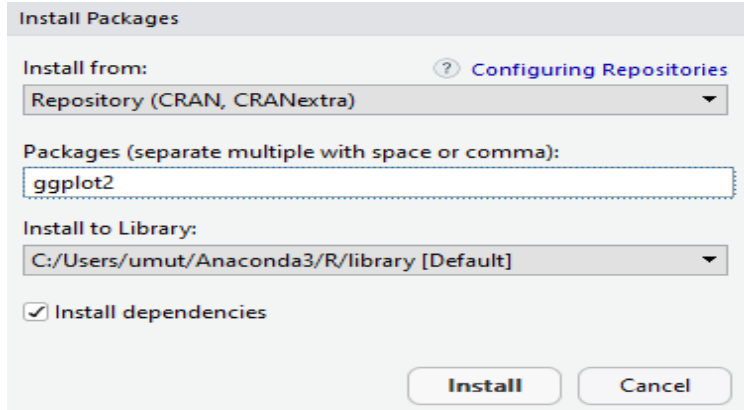 Install Packages
Install from:
? Configuring Repositories
Repository (CRAN, CRANextra)
Packages (separate multiple with space or comma):
ggplot2
Install to Library:
C:/Users/umut/Anaconda3/R/library [Default]
Install dependencies
Install
Cancel